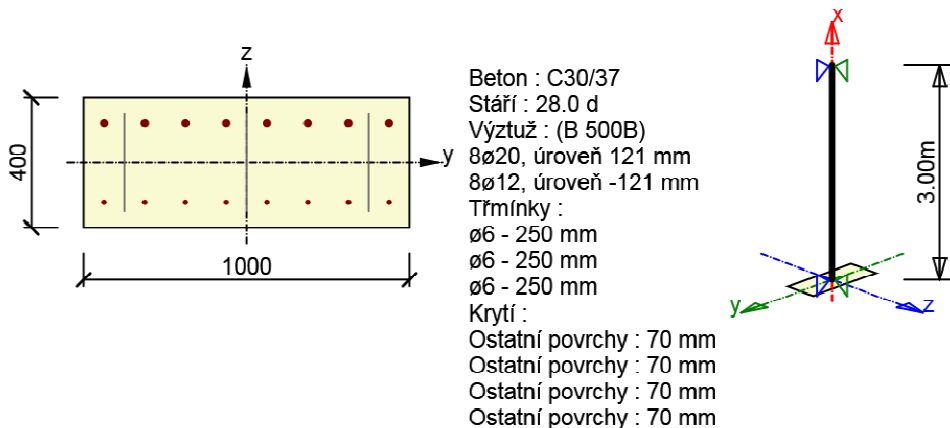 z
y
400
1000
Beton : C30/37
Stáří : 28.0 d
Výztuž : (B 500B)
8ø20, úroveň 121 mm
8ø12, úroveň -121 mm
Třmínky :
ø6 - 250 mm
ø6 - 250 mm
ø6 - 250 mm
Krytí :
Ostatní povrchy : 70 mm
Ostatní povrchy : 70 mm
Ostatní povrchy : 70 mm
Ostatní povrchy : 70 mm
x
3.00m
y
z